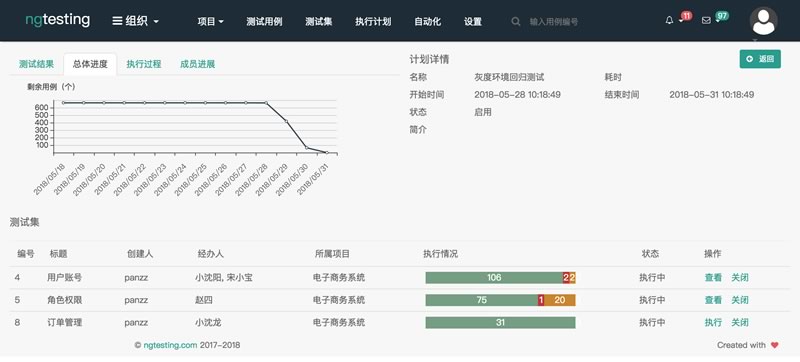 ngtesting 组织 项目 测试用例 测试集 执行计划 自动化 设置 输入用例编号 11 97
测试结果 总体进度 执行过程 成员进展
剩余用例（个）
600
500
400
300
200
100
2018/05/18 2018/05/19 2018/05/20 2018/05/21 2018/05/22 2018/05/23 2018/05/24 2018/05/25 2018/05/26 2018/05/27 2018/05/28 2018/05/29 2018/05/30 2018/05/31
计划详情 返回
名称 灰度环境回归测试 耗时
开始时间 2018-05-28 10:18:49 结束时间 2018-05-31 10:18:49
状态 启用
简介
测试集
编号 标题 创建人 经办人 所属项目 执行情况 状态 操作
4 用户账号 panzz 小沈阳, 宋小宝 电子商务系统 106 2 2 执行中 查看 关闭
5 角色权限 panzz 赵四 电子商务系统 75 1 20 执行中 查看 关闭
8 订单管理 panzz 小沈龙 电子商务系统 31 执行中 执行 关闭
© ngtesting.com 2017-2018 Created with